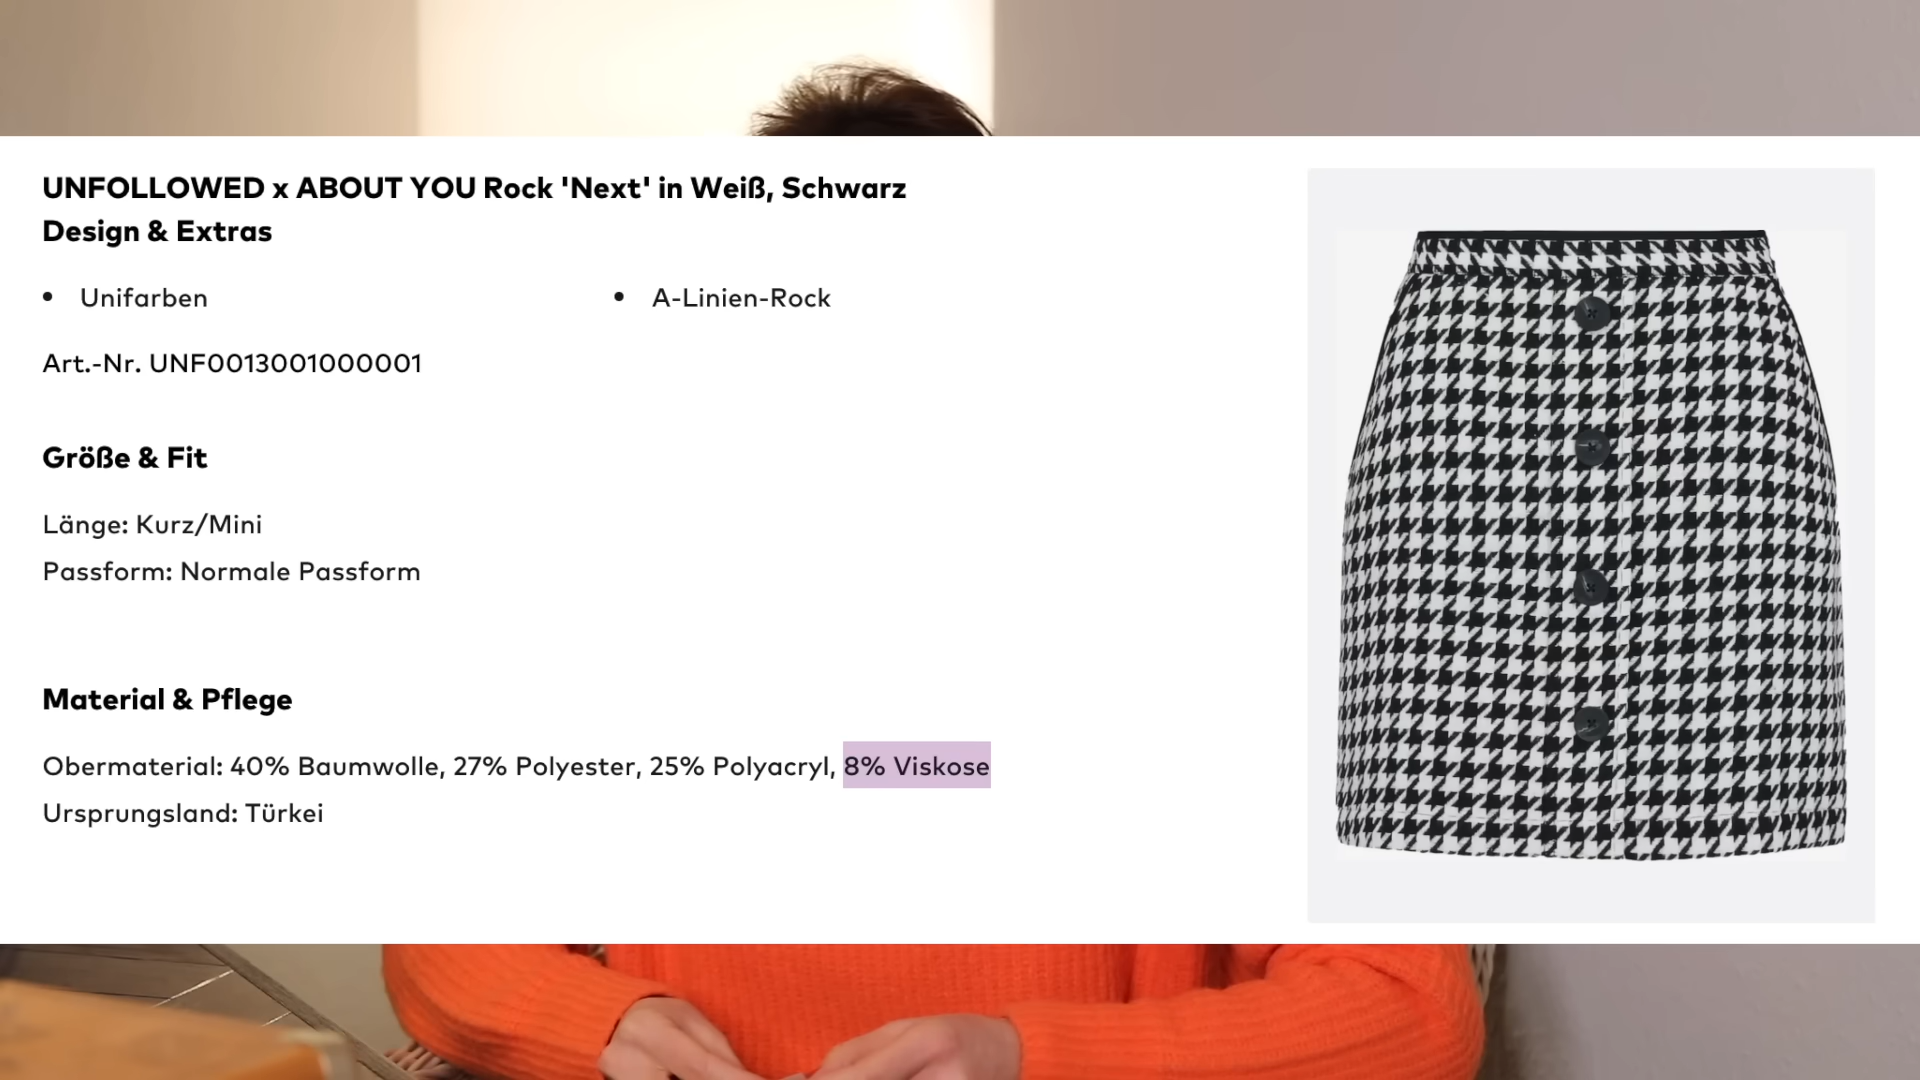 UNFOLLOWED x ABOUT YOU Rock 'Next' in Weiß, Schwarz
Design & Extras
• Unifarben
• A-Linien-Rock
Art.-Nr. UNF0013001000001
Größe & Fit
Länge: Kurz/Mini
Passform: Normale Passform
Material & Pflege
Obermaterial: 40% Baumwolle, 27% Polyester, 25% Polyacryl, 8% Viskose
Ursprungsland: Türkei